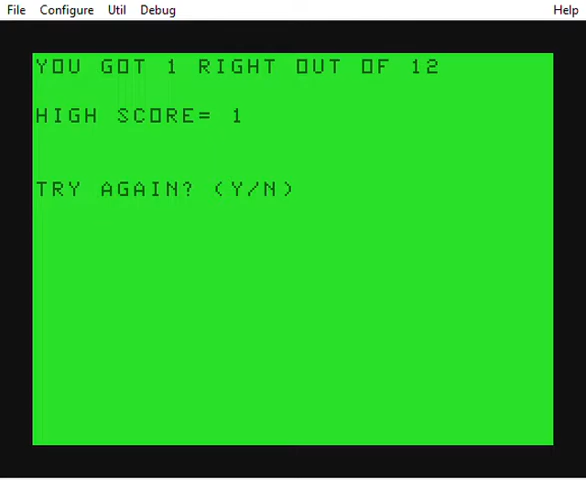 File Configure Util Debug Help
YOU GOT 1 RIGHT OUT OF 12
HIGH SCORE= 1
TRY AGAIN? (Y/N)